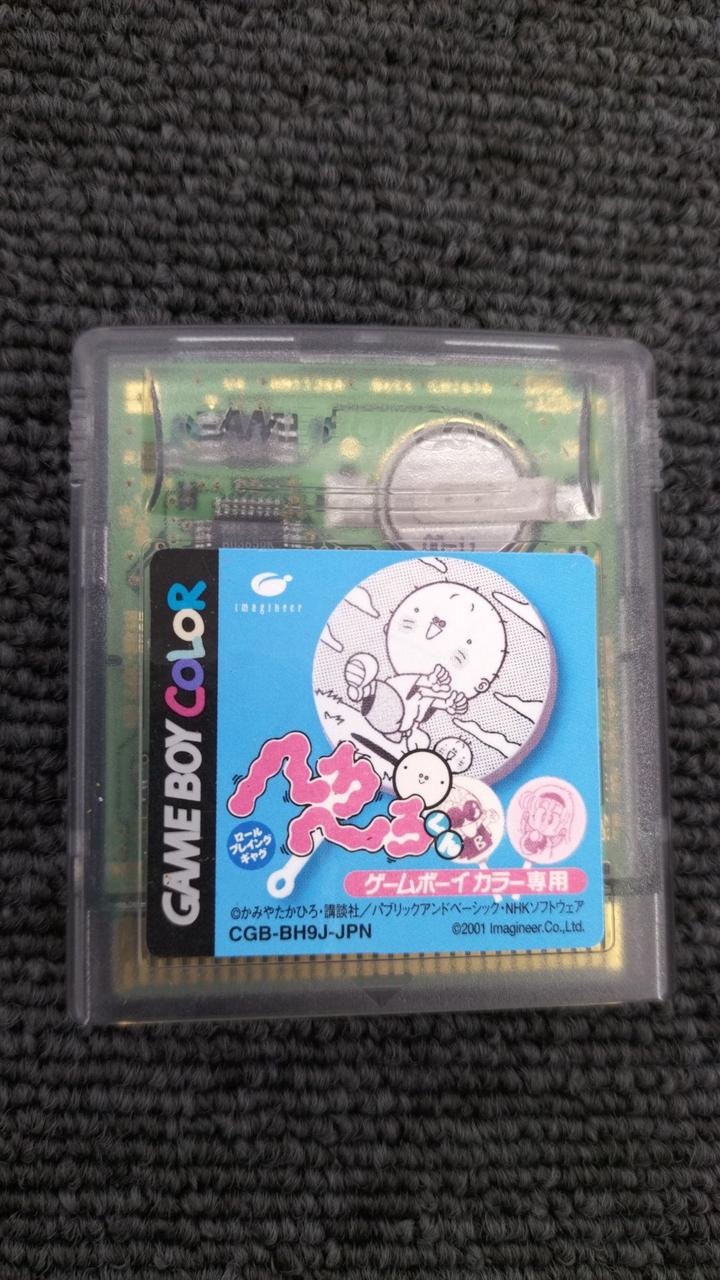 imagineer
GAME BOY COLOR
へろへろくん
ロール
プレイング
ギャグ
B
ゲームボーイカラー専用
©かみやたかひろ・講談社／パブリックアンドベーシック・NHKソフトウェア
CGB-BH9J-JPN
©2001 Imagineer.Co.,Ltd.